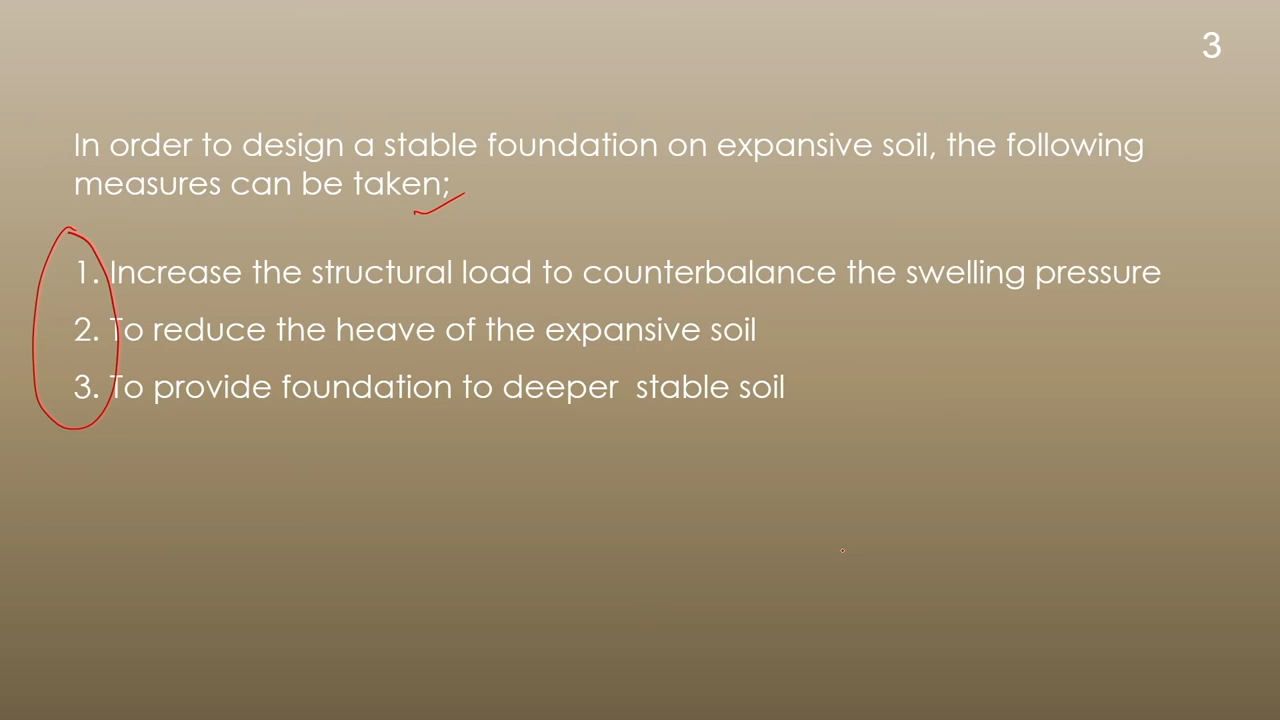 3
In order to design a stable foundation on expansive soil, the following
measures can be taken;
1. Increase the structural load to counterbalance the swelling pressure
2. To reduce the heave of the expansive soil
3. To provide foundation to deeper  stable soil